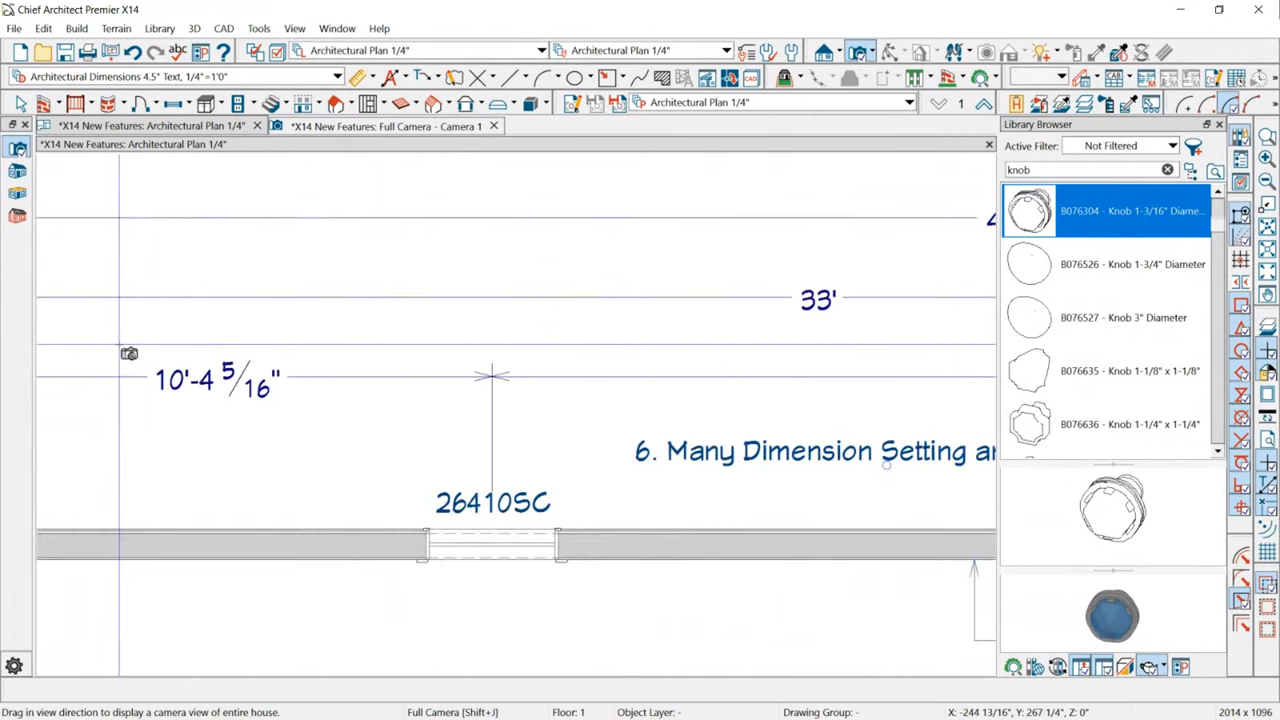 Chief Architect Premier X14
File Edit Build Terrain Library 3D CAD Tools View Window Help
Architectural Plan 1/4" Architectural Plan 1/4"
Architectural Dimensions 4.5" Text, 1/4"=1'0"
Architectural Plan 1/4" 1
*X14 New Features: Architectural Plan 1/4" *X14 New Features: Full Camera - Camera 1
*X14 New Features: Architectural Plan 1/4"
Library Browser
Active Filter: Not Filtered
knob
B076304 - Knob 1-3/16" Diame...
B076526 - Knob 1-3/4" Diameter
B076527 - Knob 3" Diameter
B076635 - Knob 1-1/8" x 1-1/8"
B076636 - Knob 1-1/4" x 1-1/4"
33'
10'-4 5/16"
6. Many Dimension Setting
26410SC
Drag in view direction to display a camera view of entire house. Full Camera [Shift+J] Floor: 1 Object Layer: - Drawing Group: - X: -244 13/16", Y: 267 1/4", Z: 0" 2014 x 1096